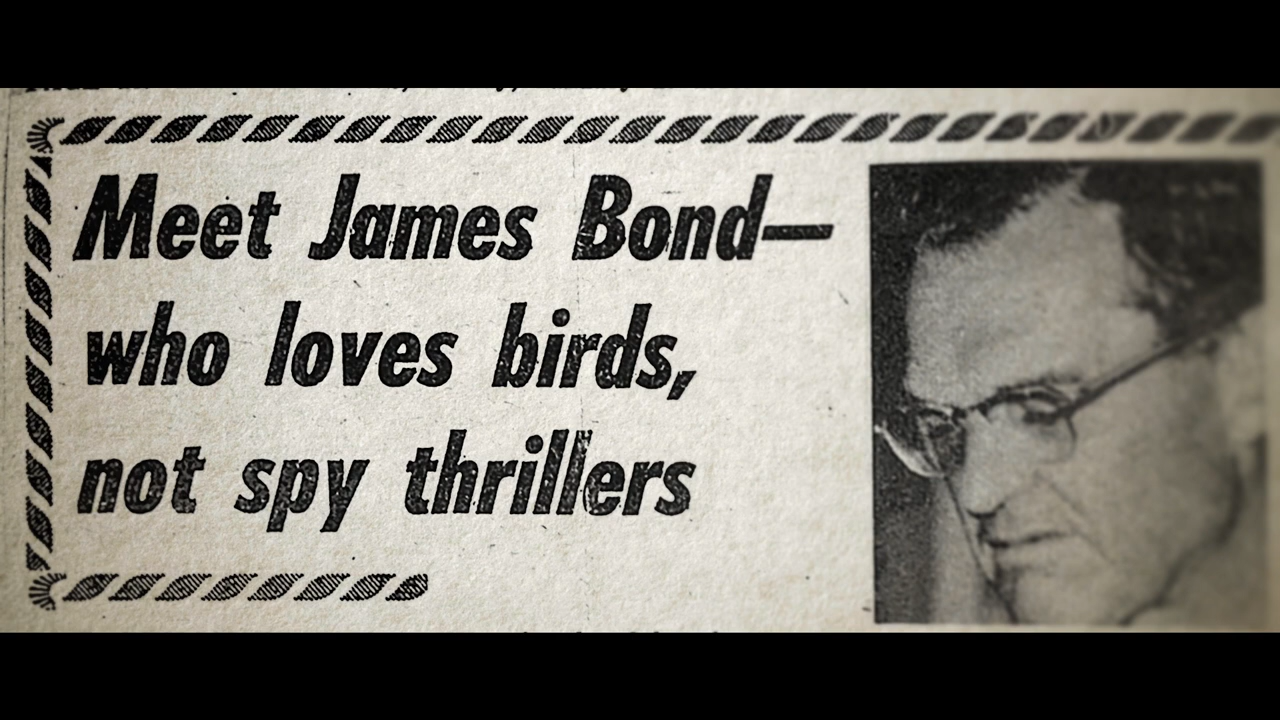 Meet James Bond—
who loves birds,
not spy thrillers